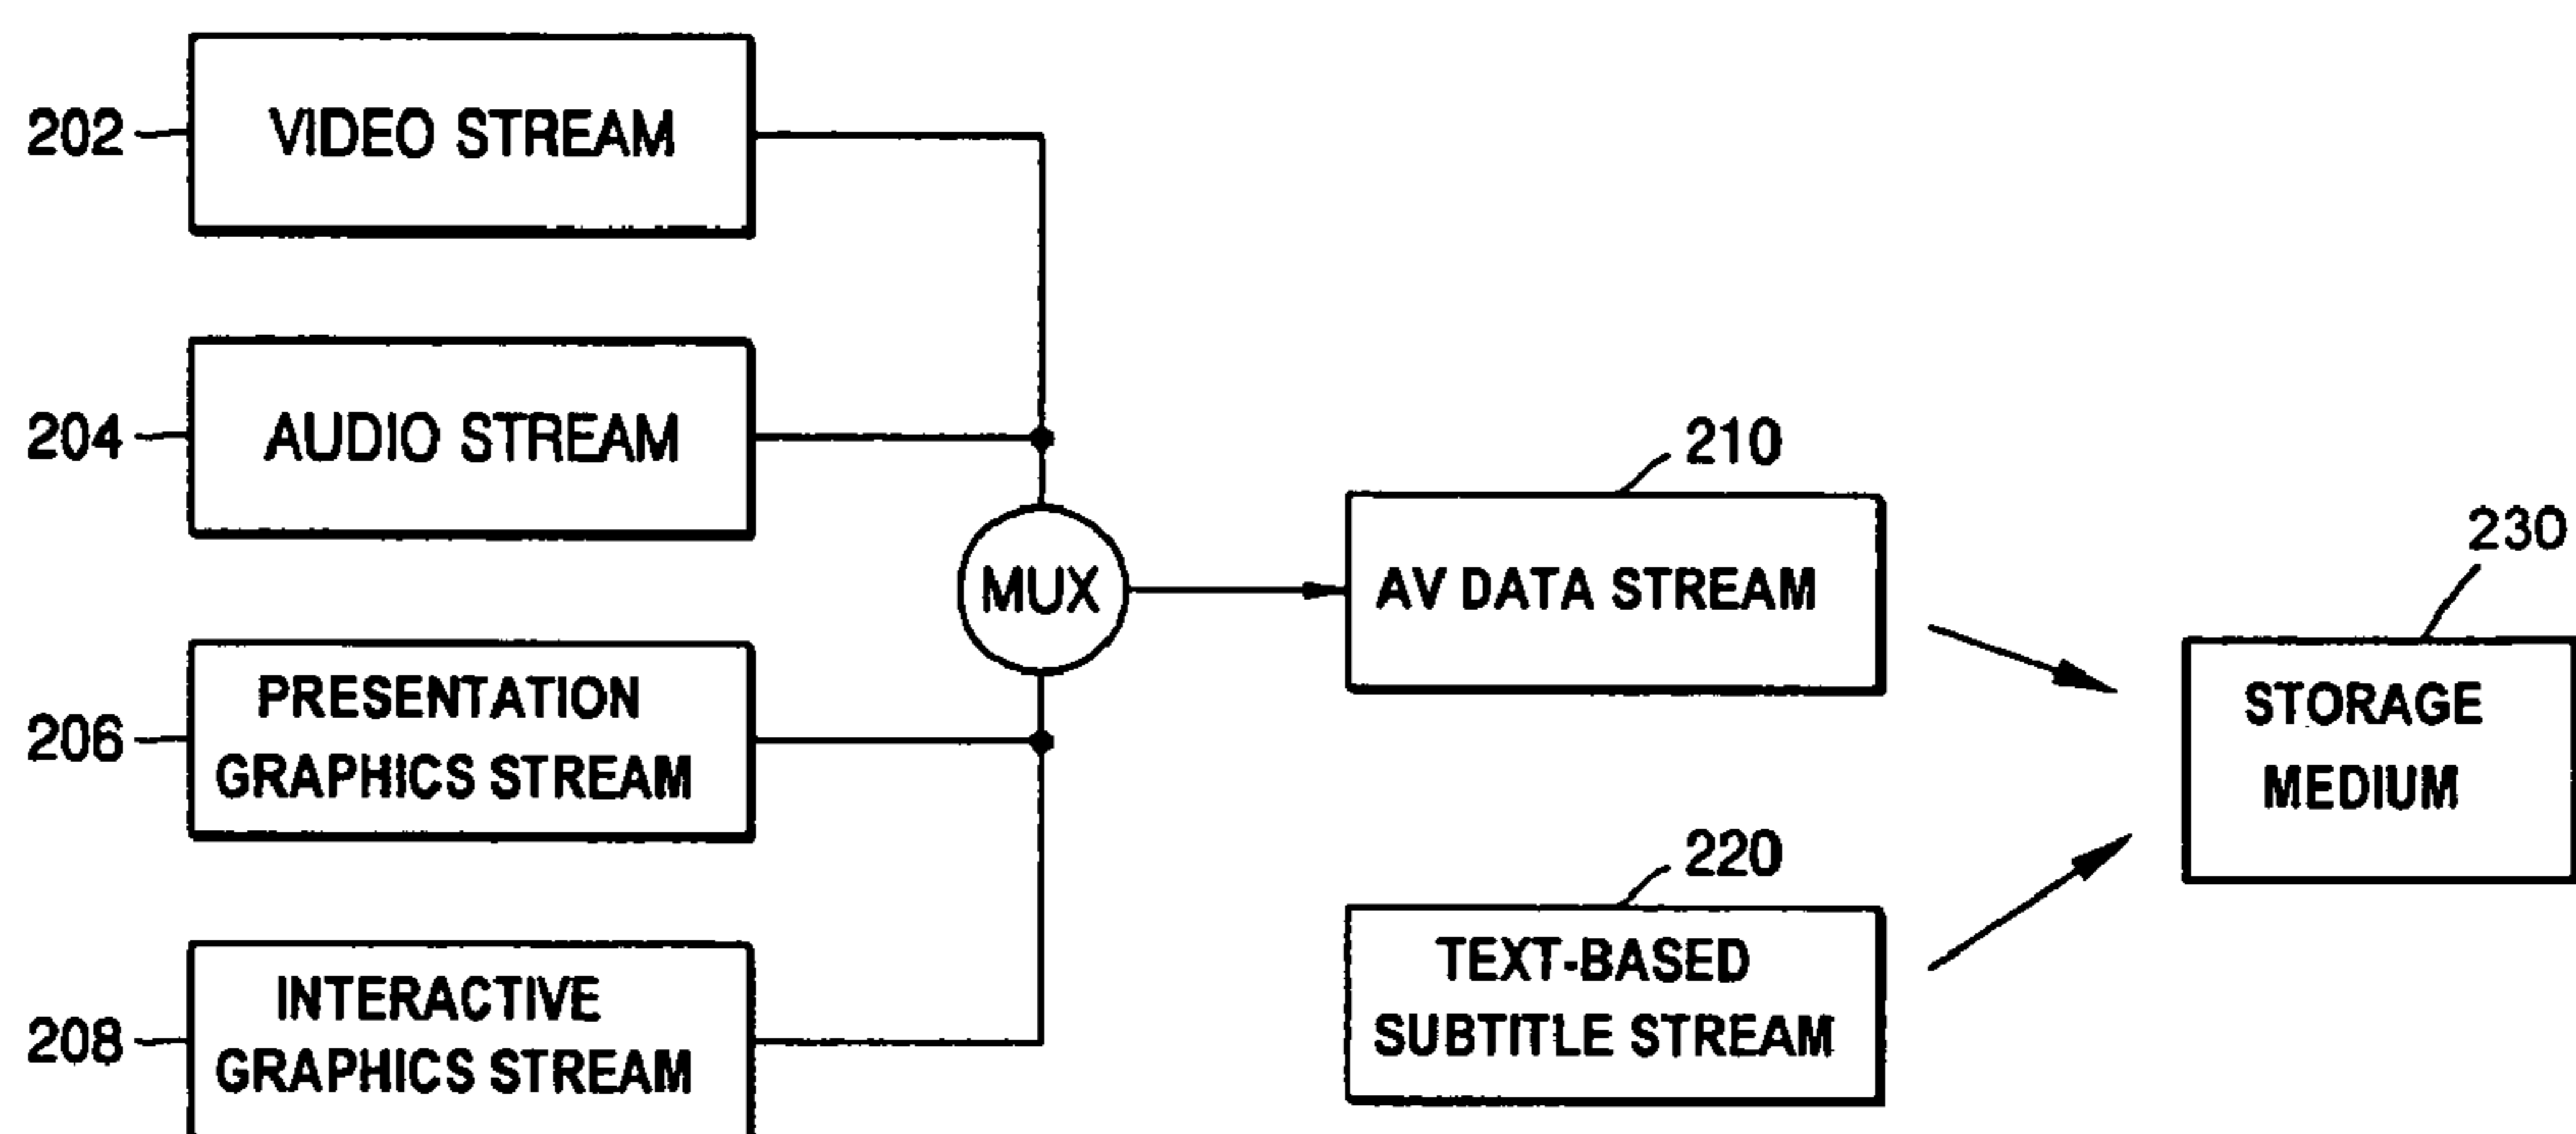 202
VIDEO STREAM
204
AUDIO STREAM
206
PRESENTATION
GRAPHICS STREAM
208
INTERACTIVE
GRAPHICS STREAM
MUX
210
AV DATA STREAM
220
TEXT-BASED
SUBTITLE STREAM
230
STORAGE
MEDIUM